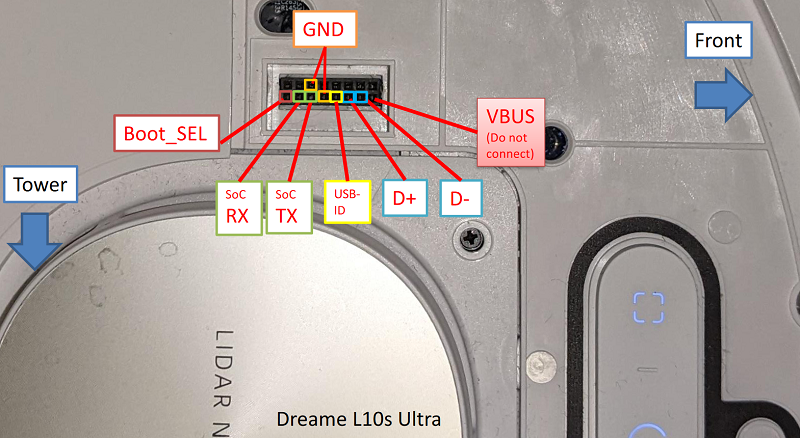 GND
Front
Boot_SEL
VBUS
(Do not
connect)
Tower
SoC
RX
SoC
TX
USB-
ID
D+
D-
LIDAR N
Dreame L10s Ultra